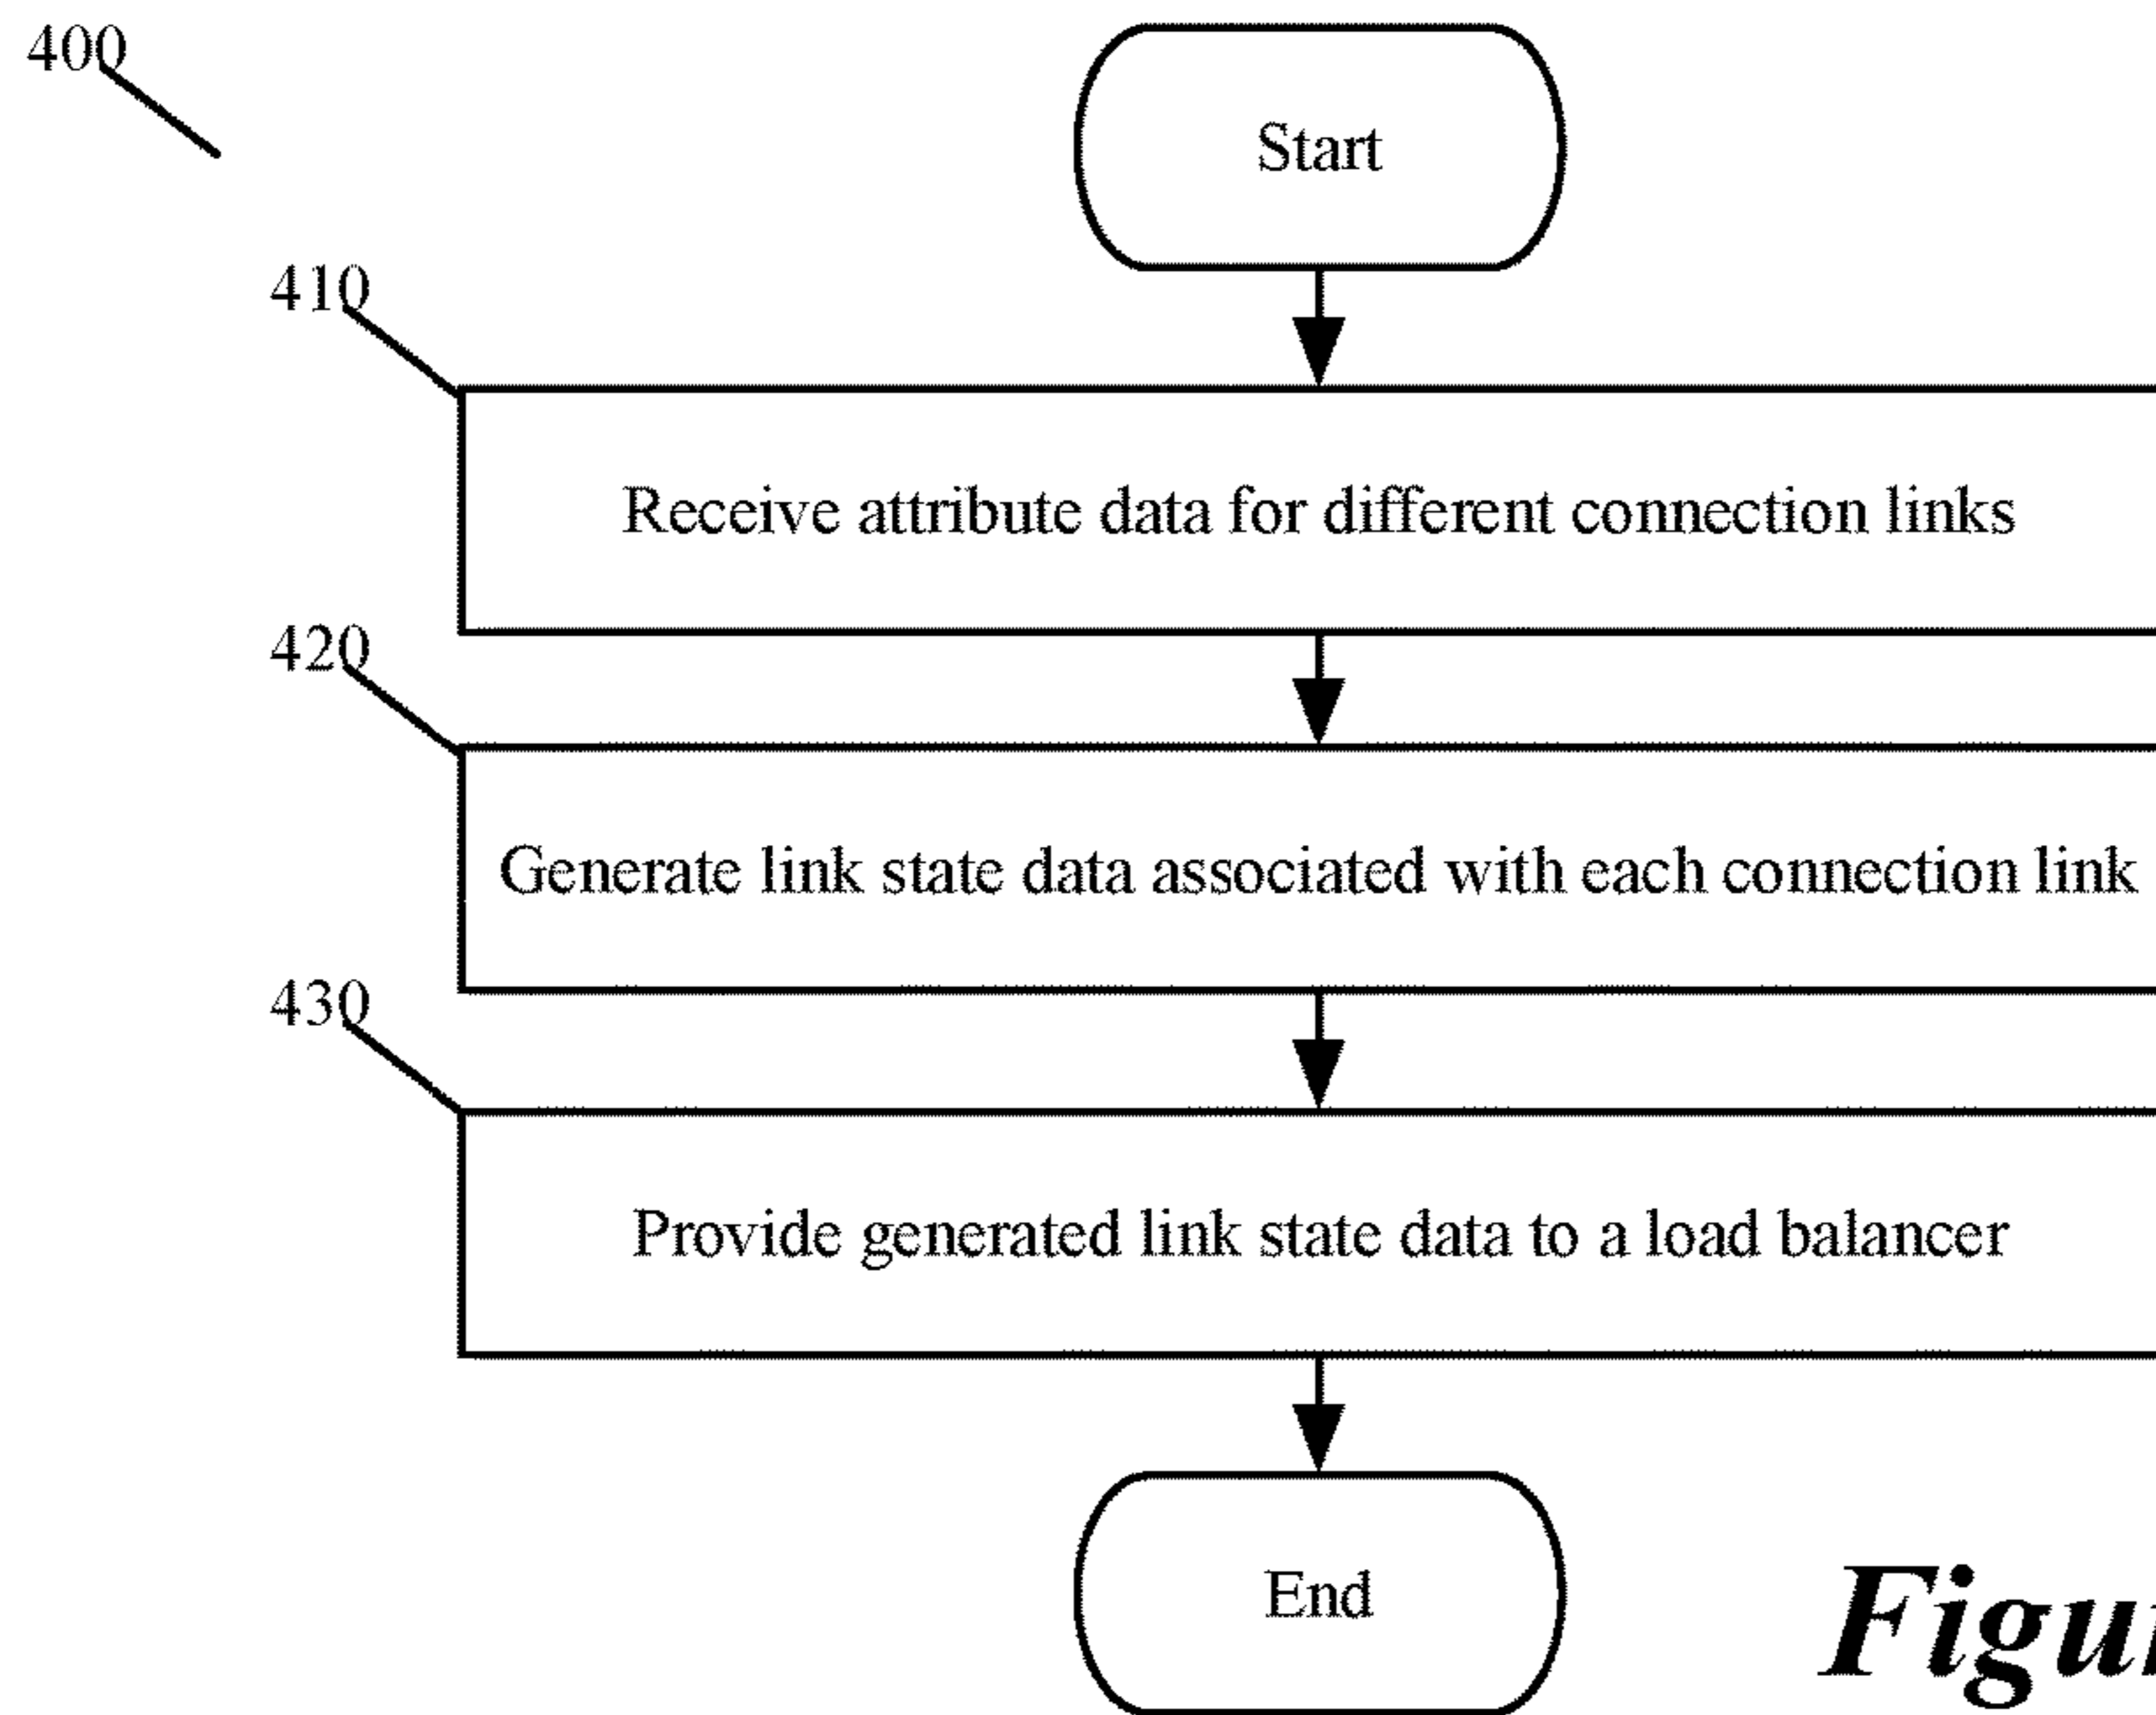 400
Start
410
Receive attribute data for different connection links
420
Generate link state data associated with each connection link
430
Provide generated link state data to a load balancer
End